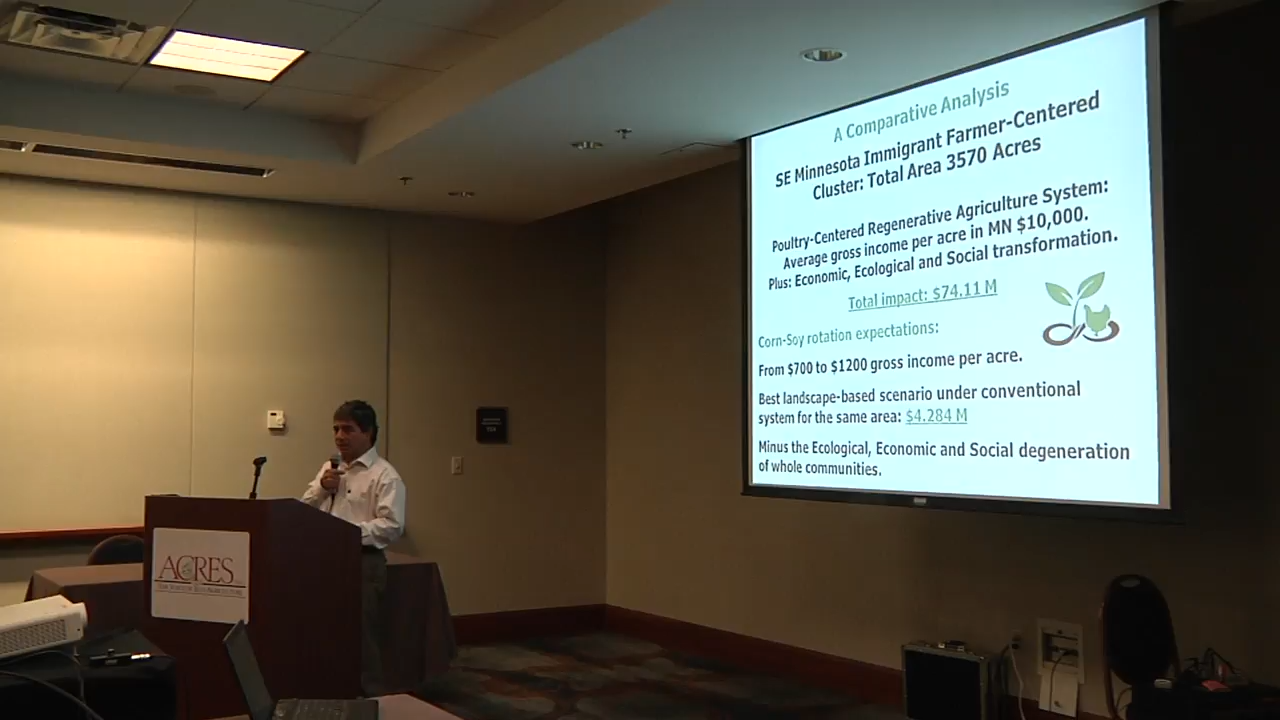 A Comparative Analysis
SE Minnesota Immigrant Farmer-Centered
Cluster: Total Area 3570 Acres
Poultry-Centered Regenerative Agriculture System:
Average gross income per acre in MN $10,000.
Plus: Economic, Ecological and Social transformation.
Total impact: $74.11 M
Corn-Soy rotation expectations:
From $700 to $1200 gross income per acre.
Best landscape-based scenario under conventional
system for the same area: $4.284 M
Minus the Ecological, Economic and Social degeneration
of whole communities.
ACRES